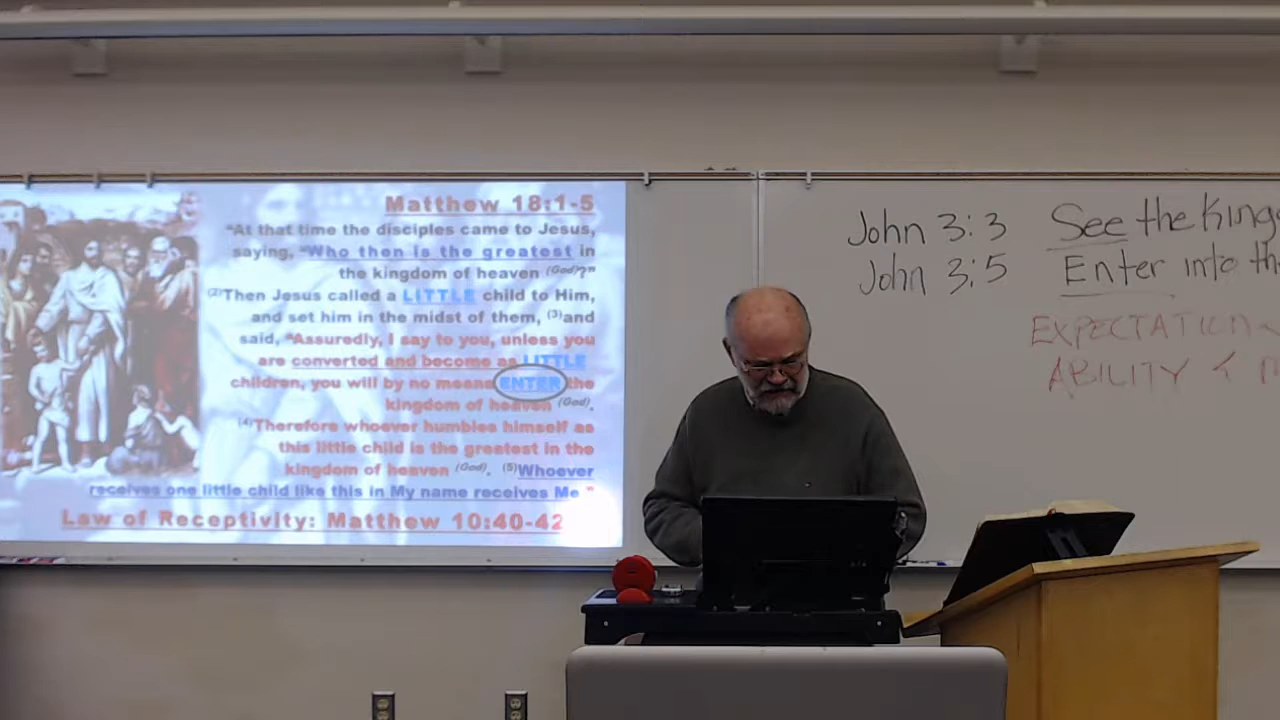 Matthew 18:1-5
"At that time the disciples came to Jesus,
saying, "Who then is the greatest in
the kingdom of heaven (God)?"
(2)Then Jesus called a LITTLE child to Him,
and set him in the midst of them, (3)and
said, "Assuredly, I say to you, unless you
are converted and become as LITTLE
children, you will by no means ENTER the
kingdom of heaven (God).
(4)Therefore whoever humbles himself as
this little child is the greatest in the
kingdom of heaven (God). (5)Whoever
receives one little child like this in My name receives Me."
Law of Receptivity: Matthew 10:40-42
John 3:3 See the King
John 3:5 Enter into th
EXPECTATION
ABILITY